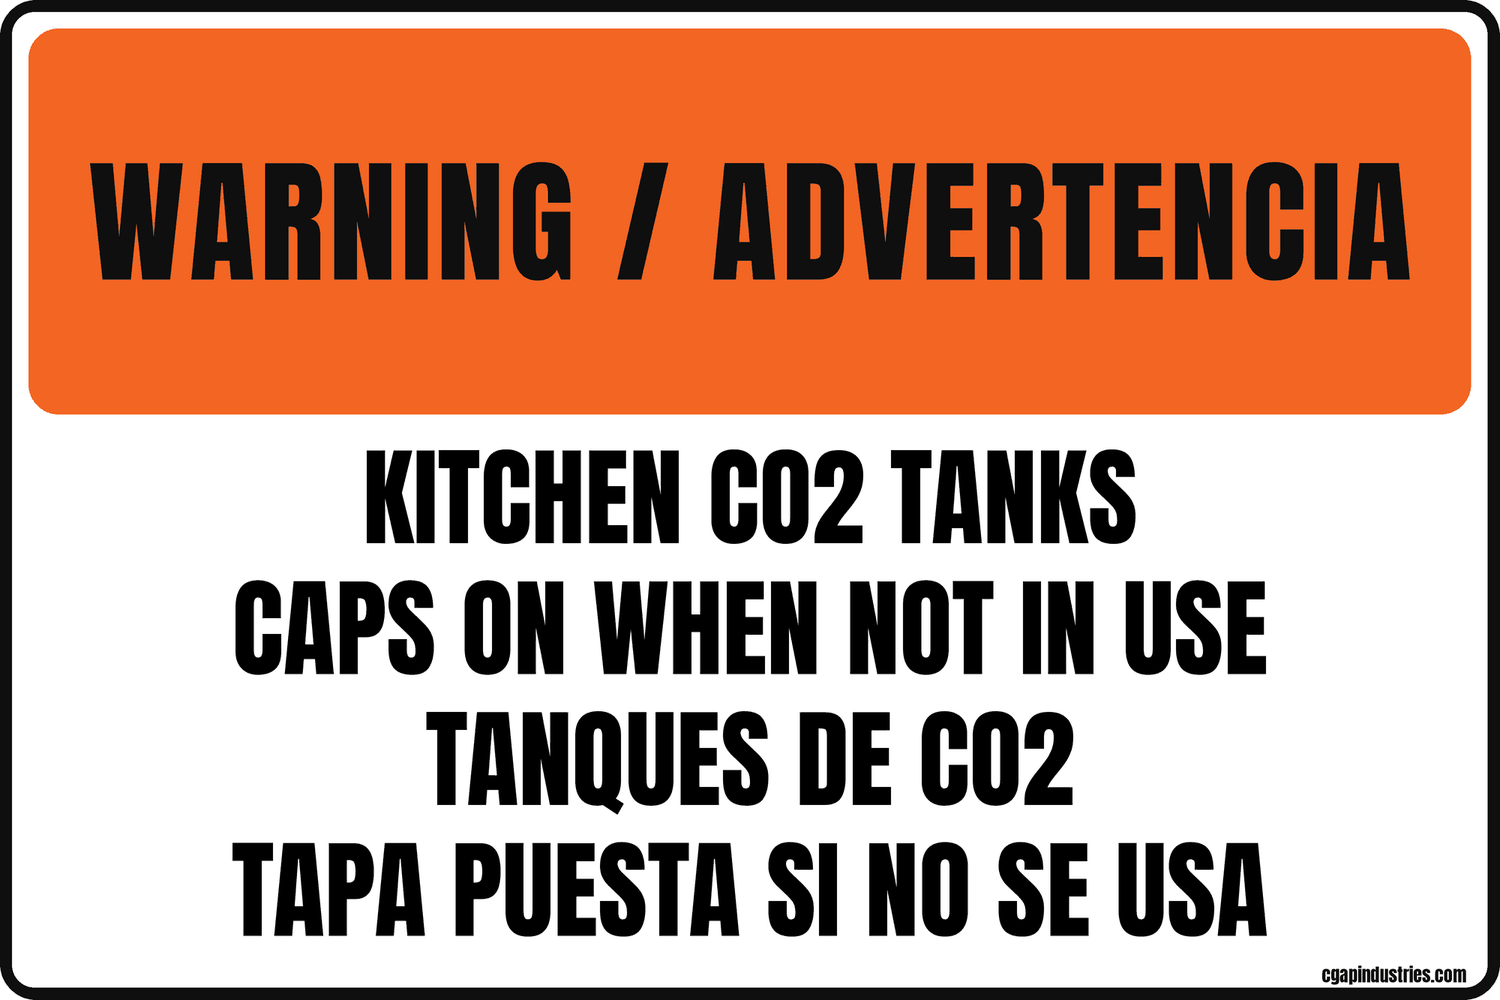 WARNING / ADVERTENCIA
KITCHEN CO2 TANKS
CAPS ON WHEN NOT IN USE
TANQUES DE CO2
TAPA PUESTA SI NO SE USA
cgapindustries.com